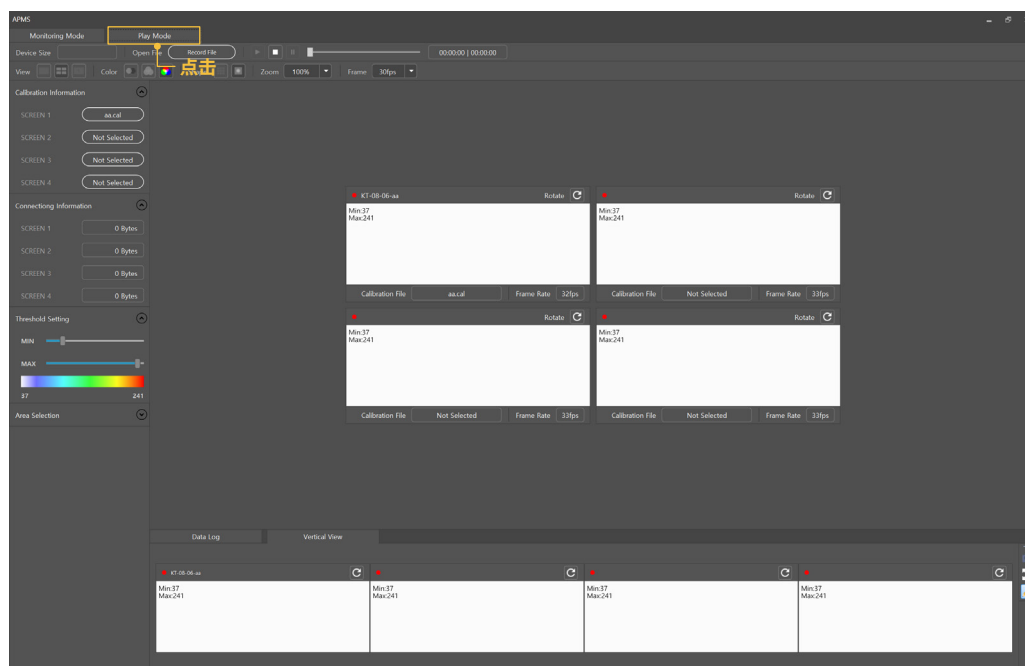 APMS
Monitoring Mode Play Mode
Device Size Open File Record File 00:00:00 | 00:00:00
点击
View Color Zoom 100% Frame 30fps
Calibration Information
SCREEN 1 aa.cal
SCREEN 2 Not Selected
SCREEN 3 Not Selected
SCREEN 4 Not Selected
Connectiong Information
SCREEN 1 0 Bytes
SCREEN 2 0 Bytes
SCREEN 3 0 Bytes
SCREEN 4 0 Bytes
Threshold Setting
MIN
MAX
37 241
Area Selection
KT-08-06-aa Rotate
Min:37
Max:241
Calibration File aa.cal Frame Rate 32fps
Rotate
Min:37
Max:241
Calibration File Not Selected Frame Rate 33fps
Rotate
Min:37
Max:241
Calibration File Not Selected Frame Rate 33fps
Rotate
Min:37
Max:241
Calibration File Not Selected Frame Rate 33fps
Data Log Vertical View
KT-08-06-aa
Min:37
Max:241
Min:37
Max:241
Min:37
Max:241
Min:37
Max:241